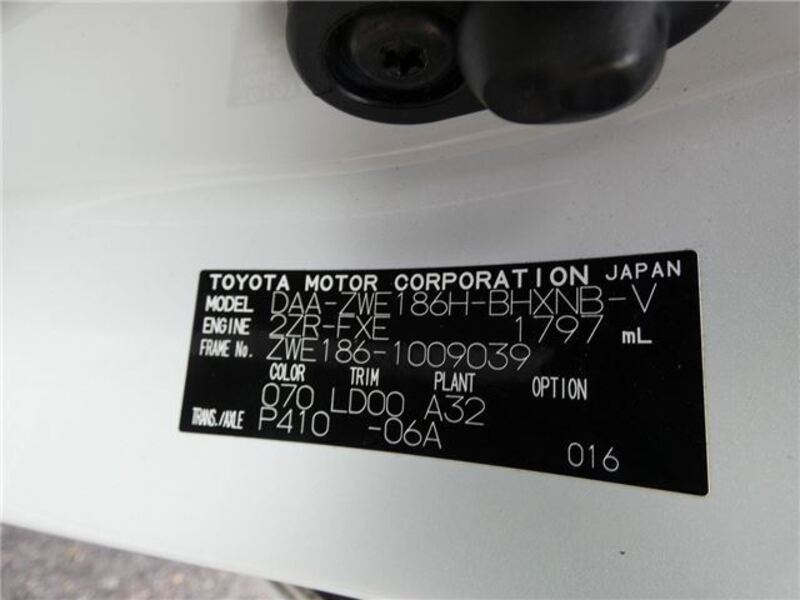 TOYOTA MOTOR CORPORATION JAPAN
MODEL DAA-ZWE186H-BHXNB-V
ENGINE 2ZR-FXE 1797 mL
FRAME No. ZWE186-1009039
COLOR TRIM PLANT OPTION
070 LD00 A32
TRANS./AXLE P410 -06A
016